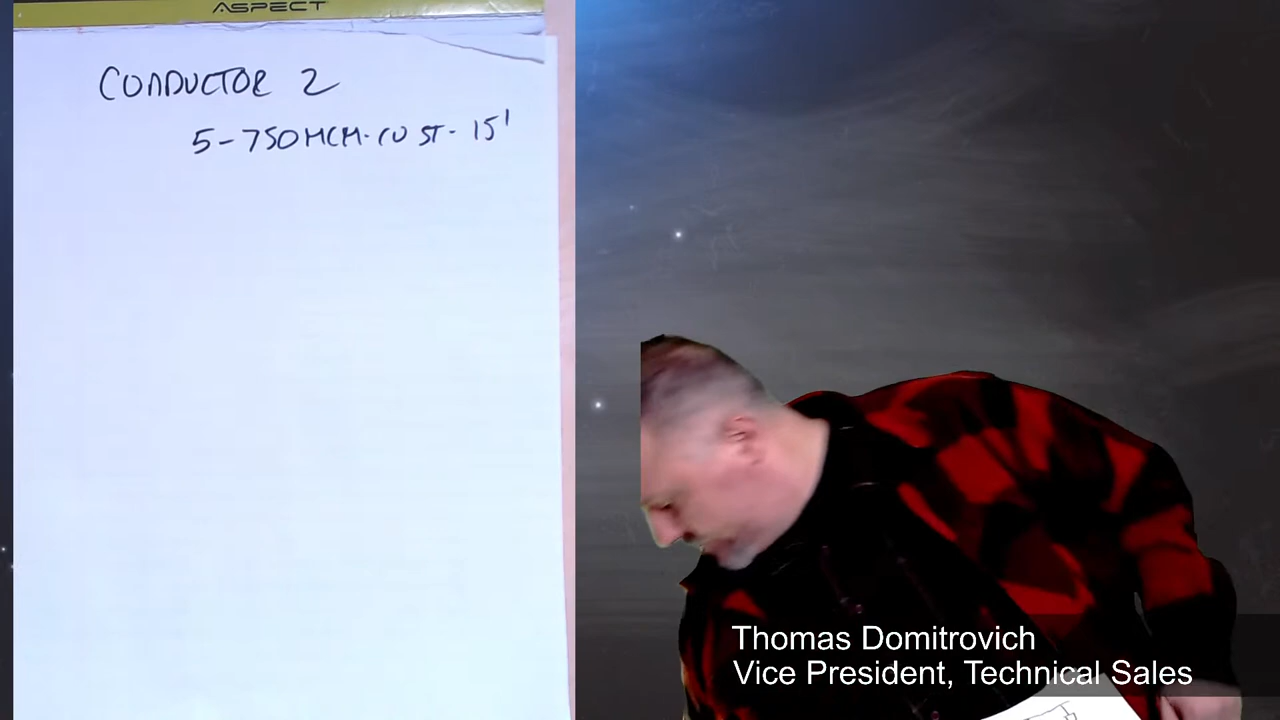 ASPECT
CONDUCTOR 2
5-750MCM-CU ST- 15'
Thomas Domitrovich
Vice President, Technical Sales